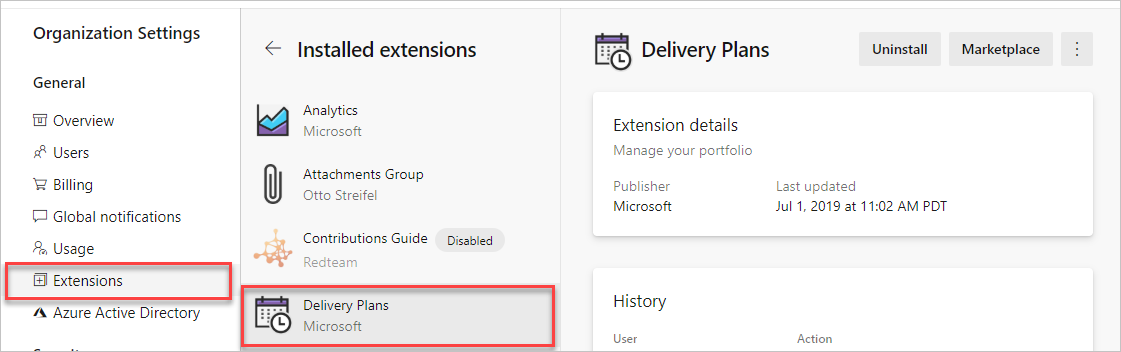 Organization Settings
General
Overview
Users
Billing
Global notifications
Usage
Extensions
Azure Active Directory
Installed extensions
Analytics
Microsoft
Attachments Group
Otto Streifel
Contributions Guide Disabled
Redteam
Delivery Plans
Microsoft
Delivery Plans
Uninstall
Marketplace
Extension details
Manage your portfolio
Publisher Last updated
Microsoft Jul 1, 2019 at 11:02 AM PDT
History
User Action